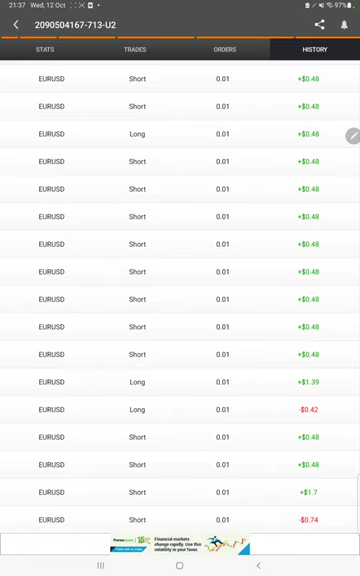 21:37 Wed, 12 Oct 97%
2090504167-713-U2
STATS TRADES ORDERS HISTORY
EURUSD Short 0.01 +$0.48
EURUSD Short 0.01 +$0.48
EURUSD Long 0.01 +$0.48
EURUSD Short 0.01 +$0.48
EURUSD Short 0.01 +$0.48
EURUSD Short 0.01 +$0.48
EURUSD Short 0.01 +$0.48
EURUSD Short 0.01 +$0.48
EURUSD Short 0.01 +$0.48
EURUSD Short 0.01 +$0.48
EURUSD Short 0.01 +$0.48
EURUSD Long 0.01 +$1.39
EURUSD Long 0.01 -$0.42
EURUSD Short 0.01 +$0.48
EURUSD Short 0.01 +$0.48
EURUSD Short 0.01 +$1.7
EURUSD Short 0.01 -$0.74
Financial markets
change rapidly. Use this
volatility in your favor.